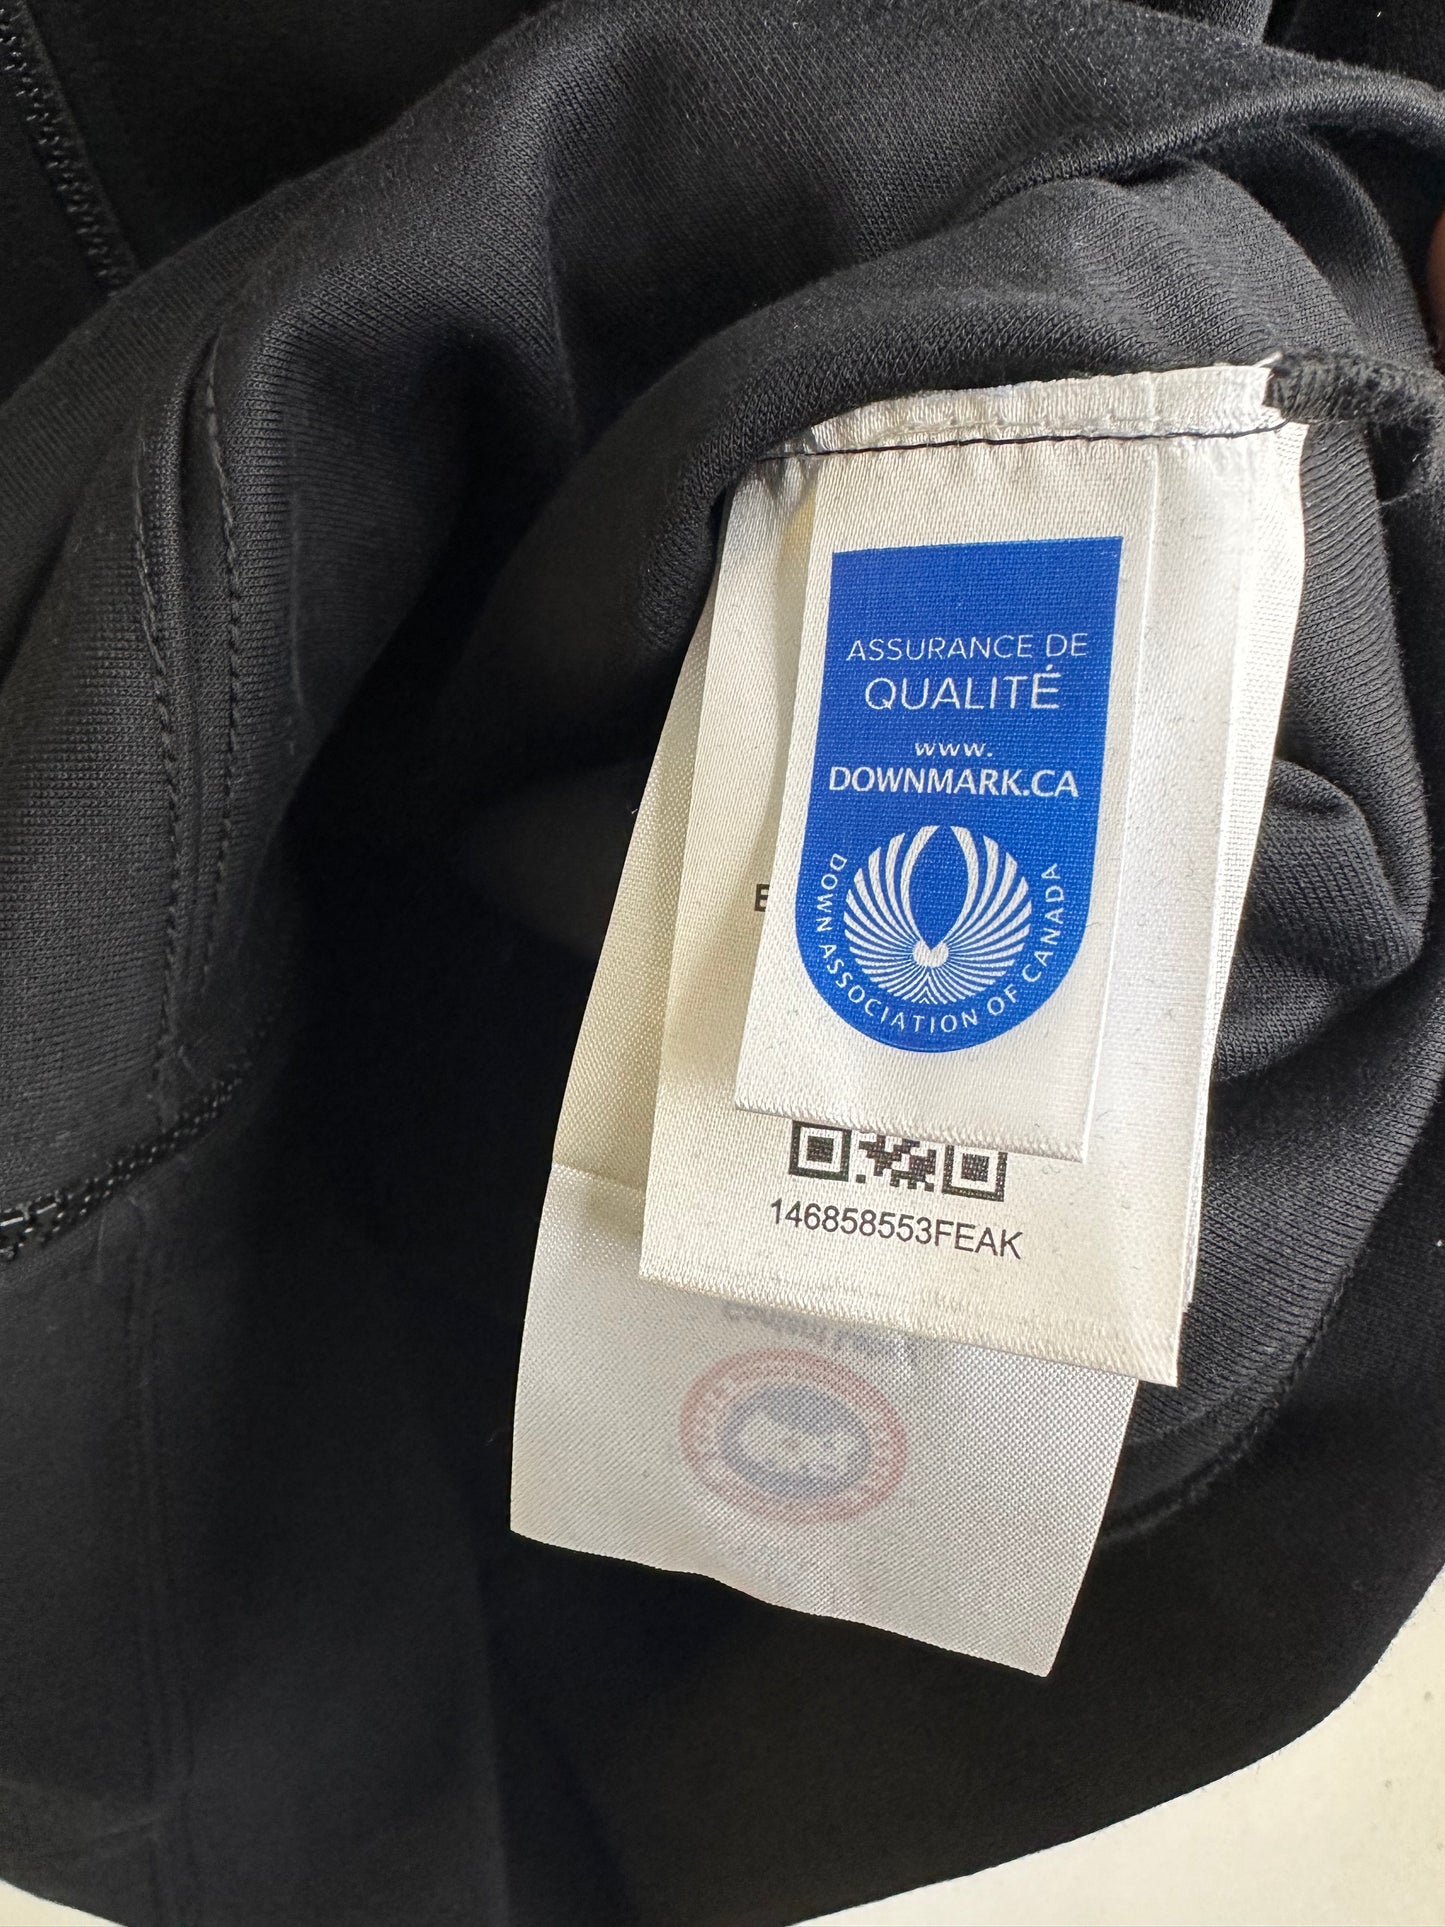 ASSURANCE DE
QUALITÉ
www.
DOWNMARK.CA
DOWN ASSOCIATION OF CANADA
E
146858553FEAK